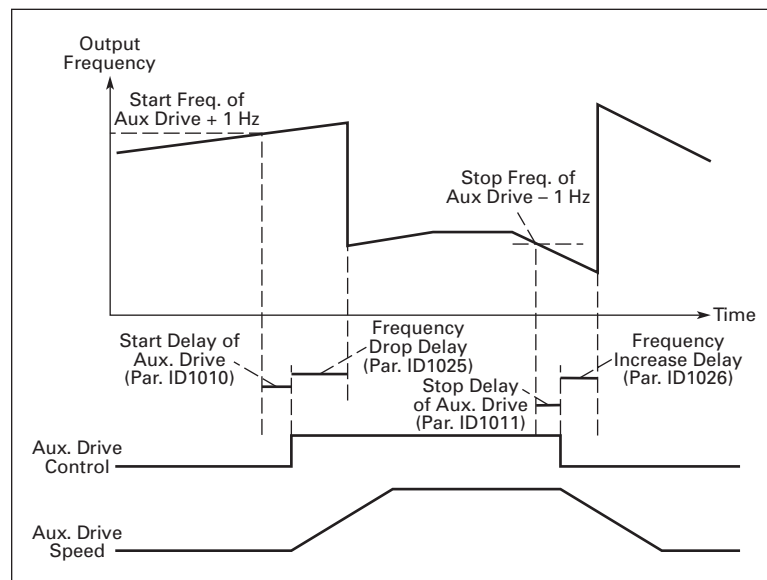 Output
Frequency
Start Freq. of
Aux Drive + 1 Hz
Stop Freq. of
Aux Drive – 1 Hz
Time
Start Delay of
Aux. Drive
(Par. ID1010)
Frequency
Drop Delay
(Par. ID1025)
Stop Delay
of Aux. Drive
(Par. ID1011)
Frequency
Increase Delay
(Par. ID1026)
Aux. Drive
Control
Aux. Drive
Speed